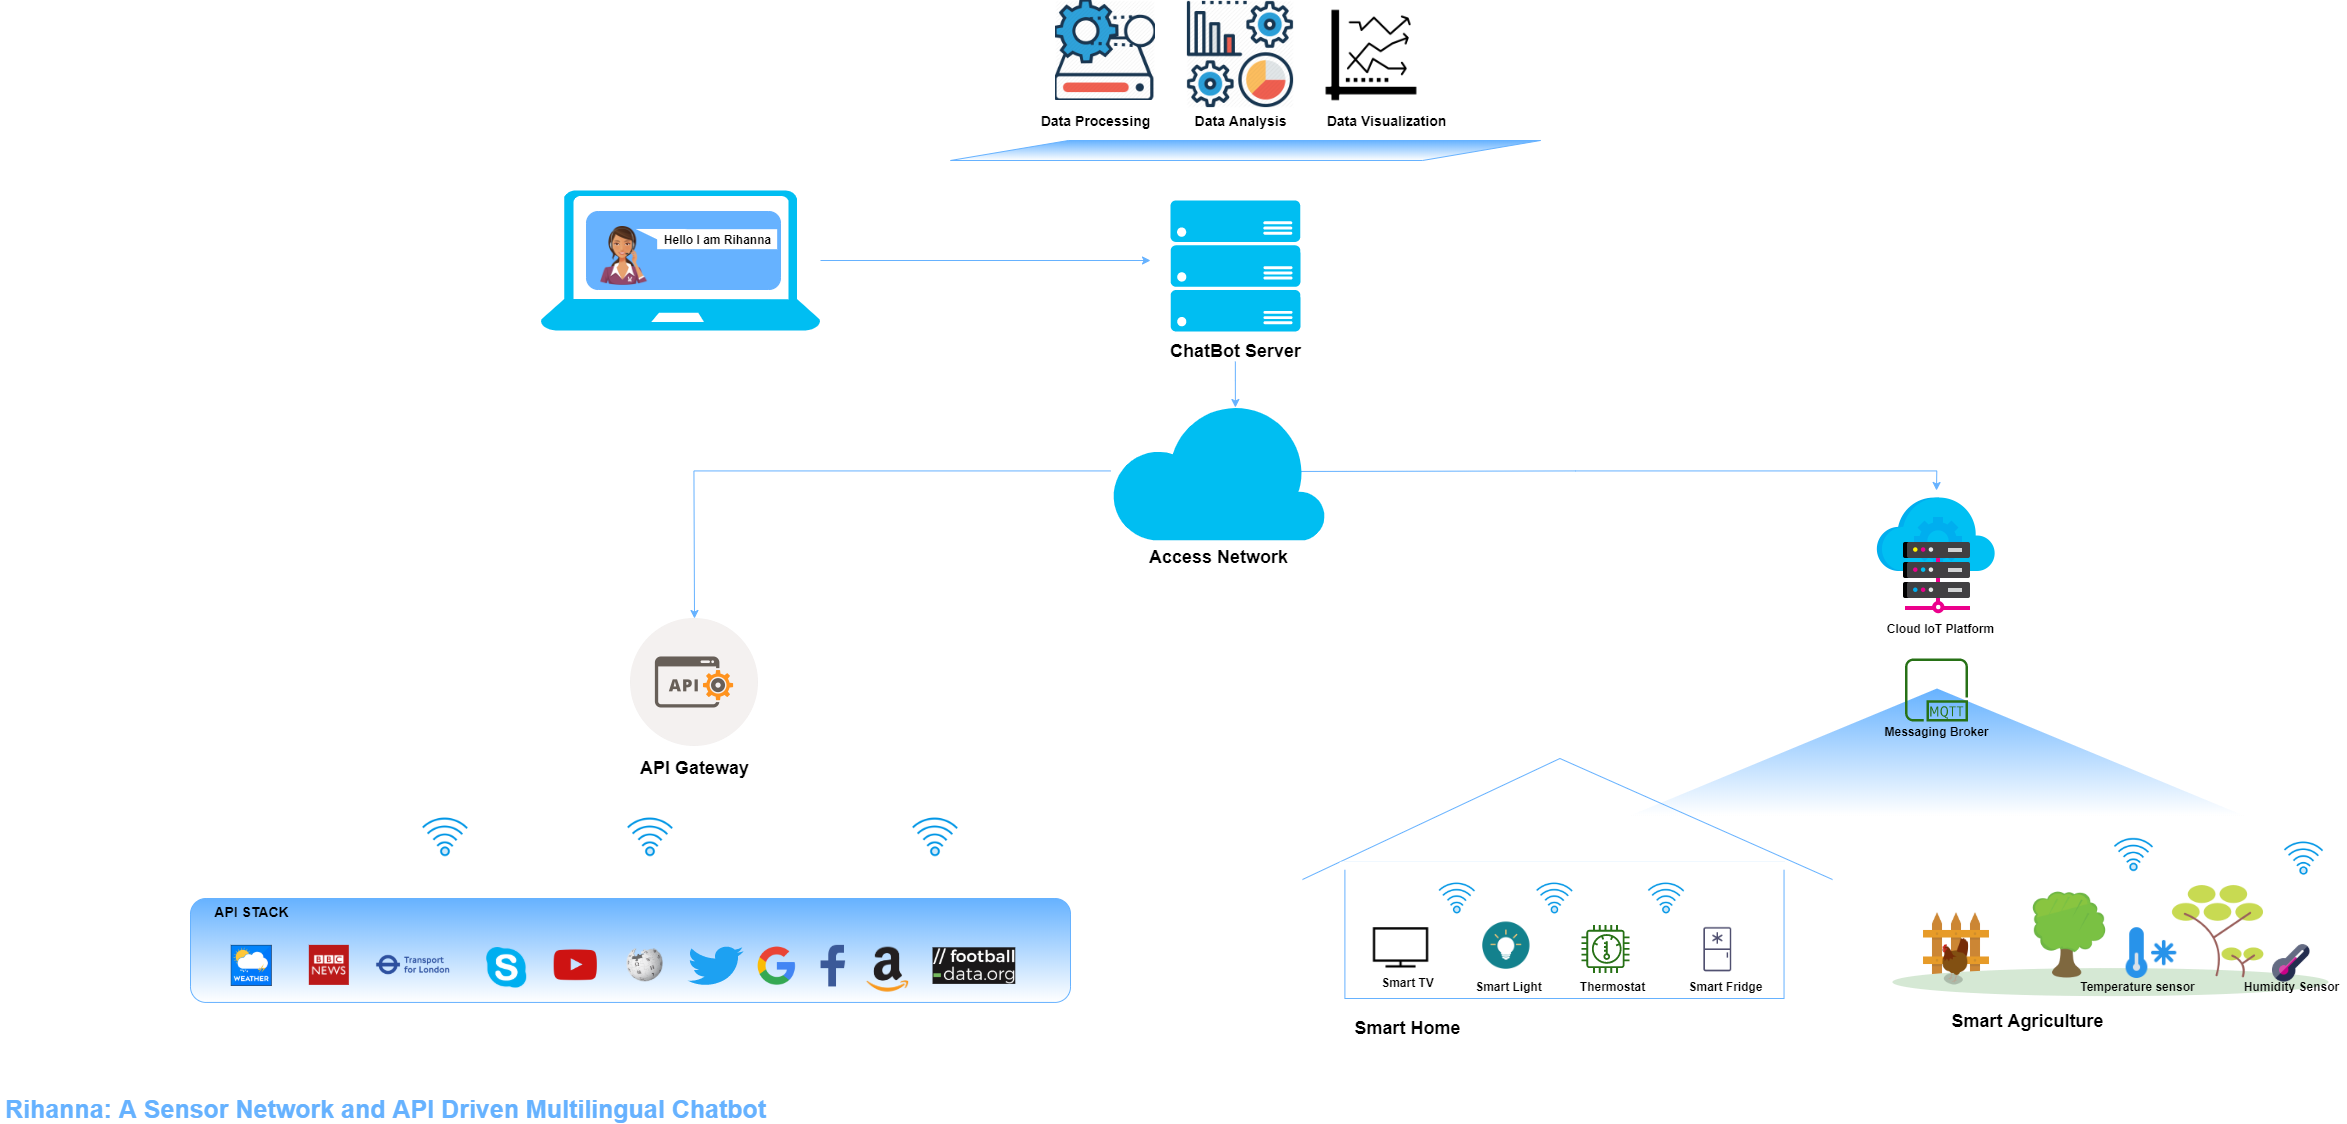 Data Processing
Data Analysis
Data Visualization
Hello I am Rihanna
ChatBot Server
Access Network
Cloud IoT Platform
API
MQTT
Messaging Broker
API Gateway
API STACK
WEATHER
BBC
NEWS
Transport
for London
S
G
f
a
// football
-data.org
Smart TV
Smart Light
Thermostat
Smart Fridge
Temperature sensor
Humidity Sensor
Smart Home
Smart Agriculture
Rihanna: A Sensor Network and API Driven Multilingual Chatbot